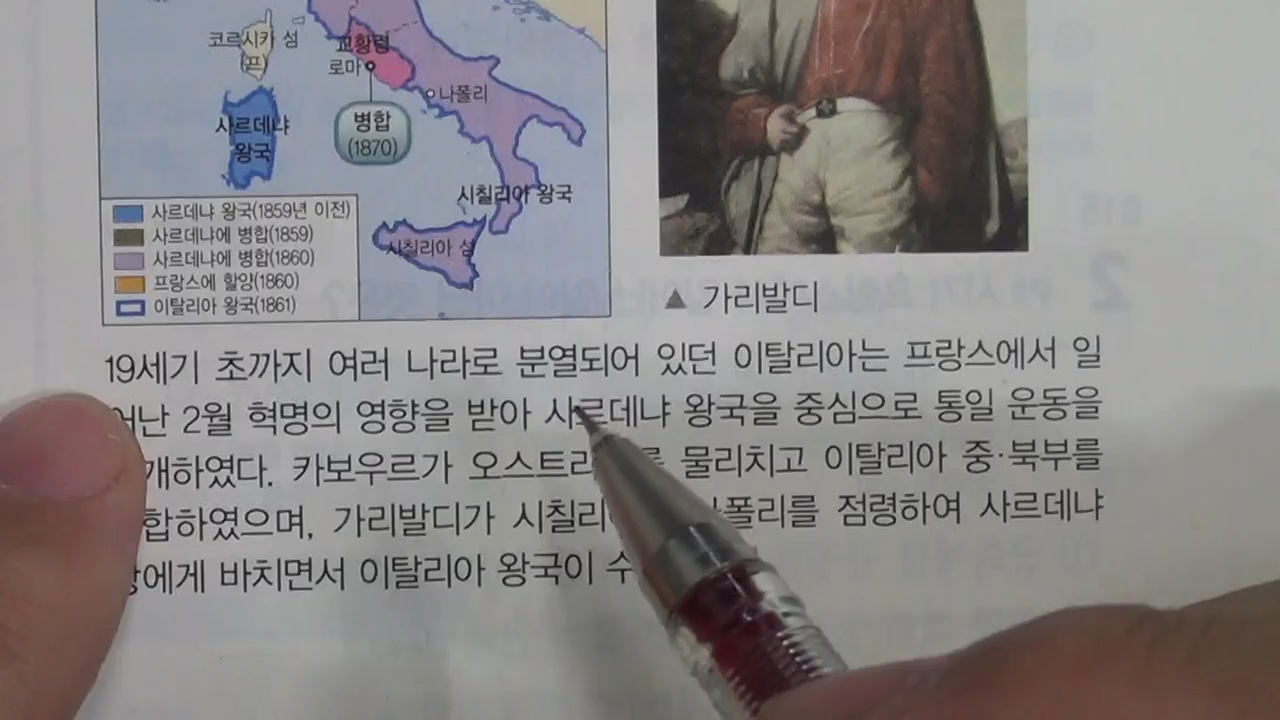 코르시카 섬
(프)
교황령
로마
나폴리
사르데냐
왕국
병합
(1870)
시칠리아 왕국
시칠리아 섬
사르데냐 왕국(1859년 이전)
사르데냐에 병합(1859)
사르데냐에 병합(1860)
프랑스에 할양(1860)
이탈리아 왕국(1861)
▲ 가리발디
19세기 초까지 여러 나라로 분열되어 있던 이탈리아는 프랑스에서 일
어난 2월 혁명의 영향을 받아 사르데냐 왕국을 중심으로 통일 운동을
개하였다. 카보우르가 오스트리 물리치고 이탈리아 중·북부를
합하였으며, 가리발디가 시칠리 폴리를 점령하여 사르데냐
에게 바치면서 이탈리아 왕국이 수